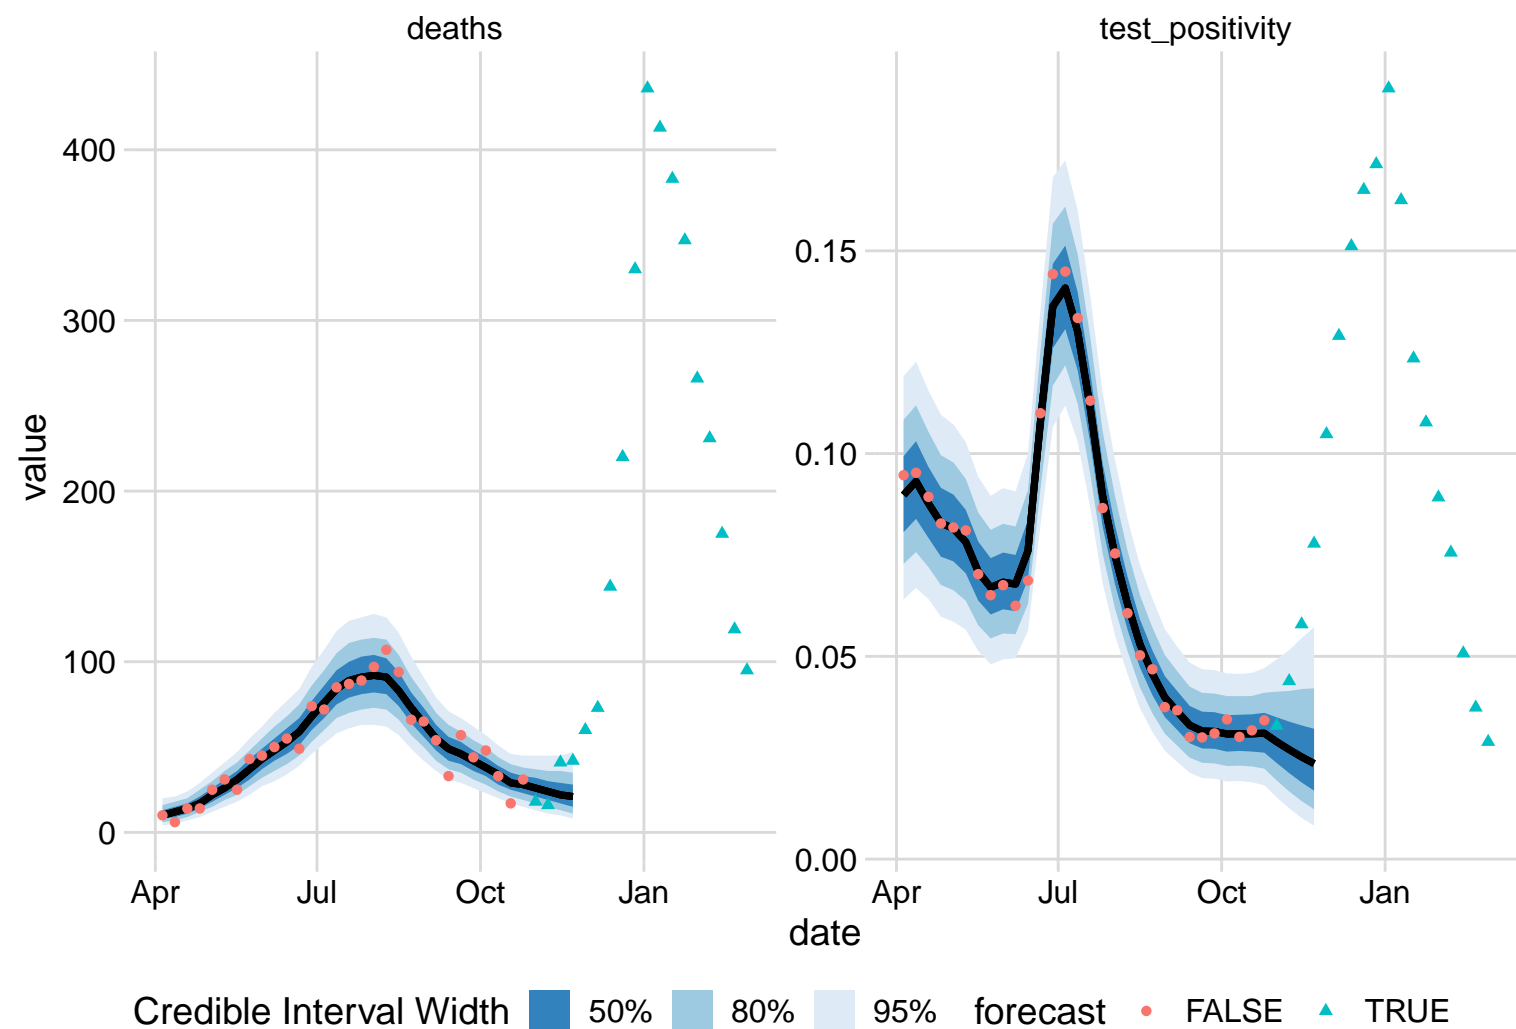 deaths
test_positivity
value
400
300
200
100
0
0.15
0.10
0.05
0.00
Apr Jul Oct Jan
Apr Jul Oct Jan
date
Credible Interval Width 50% 80% 95% forecast FALSE TRUE